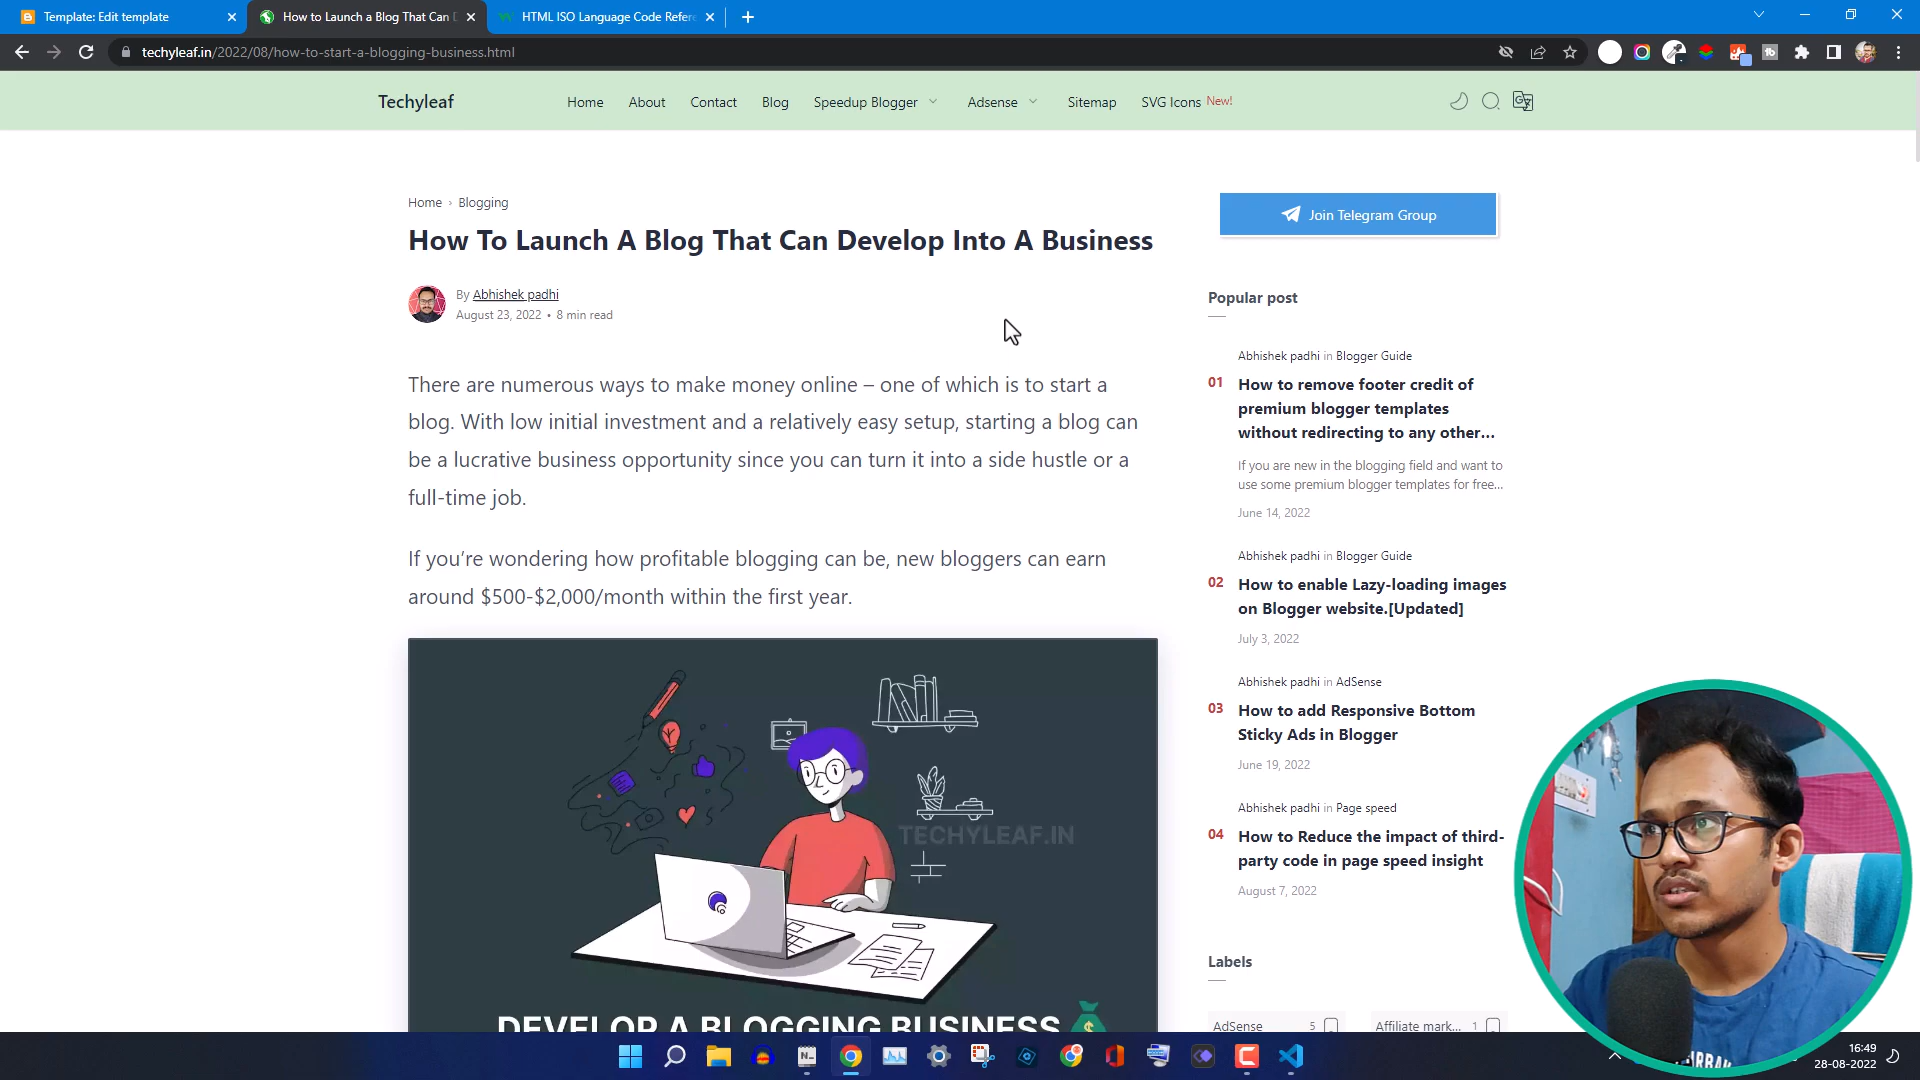 Template: Edit template
How to Launch a Blog That Can D
HTML ISO Language Code Refere
techyleaf.in/2022/08/how-to-start-a-blogging-business.html
Techyleaf
Home
About
Contact
Blog
Speedup Blogger
Adsense
Sitemap
SVG Icons New!
Home › Blogging
How To Launch A Blog That Can Develop Into A Business
By Abhishek padhi
August 23, 2022 • 8 min read
There are numerous ways to make money online – one of which is to start a
blog. With low initial investment and a relatively easy setup, starting a blog can
be a lucrative business opportunity since you can turn it into a side hustle or a
full-time job.
If you’re wondering how profitable blogging can be, new bloggers can earn
around $500-$2,000/month within the first year.
TECHYLEAF.IN
DEVELOP A BLOGGING BUSINESS
Join Telegram Group
Popular post
Abhishek padhi in Blogger Guide
01
How to remove footer credit of
premium blogger templates
without redirecting to any other...
If you are new in the blogging field and want to
use some premium blogger templates for free...
June 14, 2022
Abhishek padhi in Blogger Guide
02
How to enable Lazy-loading images
on Blogger website.[Updated]
July 3, 2022
Abhishek padhi in AdSense
03
How to add Responsive Bottom
Sticky Ads in Blogger
June 19, 2022
Abhishek padhi in Page speed
04
How to Reduce the impact of third-
party code in page speed insight
August 7, 2022
Labels
AdSense 5
Affiliate mark... 1
16:49
28-08-2022